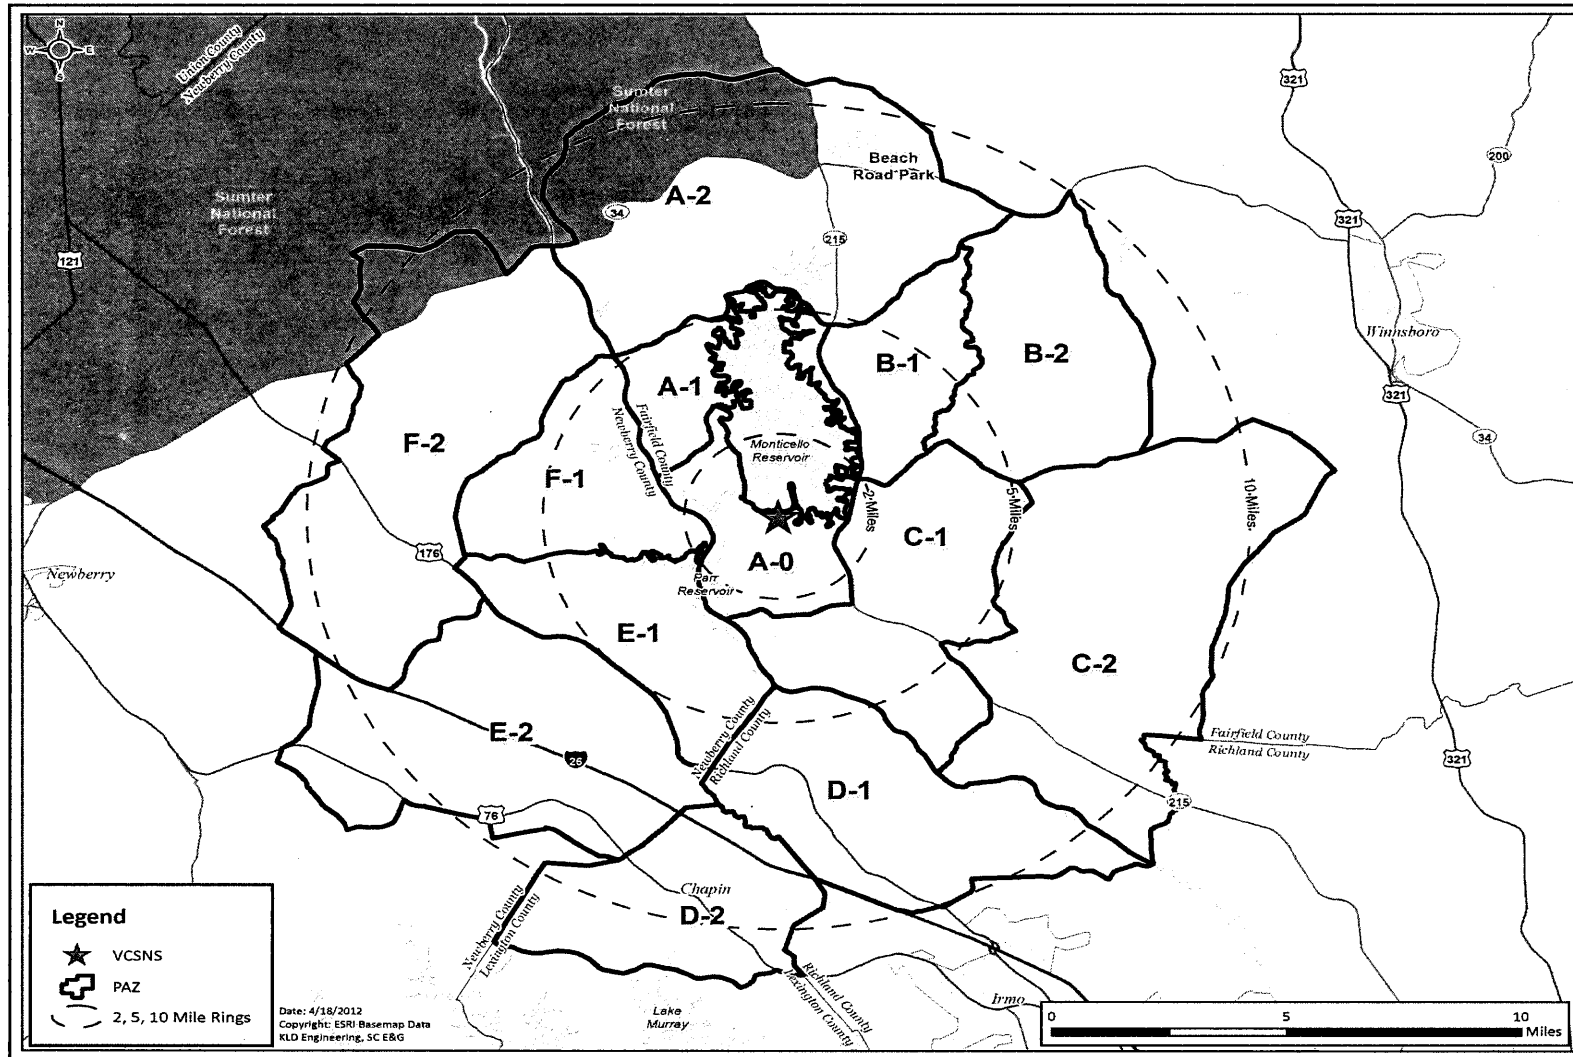 N
W
E
S
Union County
Newberry County
321
Sumter
National
Forest
200
Beach
Road Park
A-2
Sumter
National
Forest
34
321
215
121
Winnsboro
B-1
B-2
A-1
321
Fairfield County
Newberry County
34
F-2
Monticello
Reservoir
F-1
2-Miles
5-Miles
10-Miles
C-1
176
A-0
Newberry
Parr
Reservoir
E-1
C-2
Newberry County
Richland County
E-2
Fairfield County
Richland County
26
321
D-1
215
76
Chapin
D-2
Newberry County
Lexington County
Richland County
Lexington County
Irmo
Lake
Murray
Legend
VCSNS
PAZ
2, 5, 10 Mile Rings
Date: 4/18/2012
Copyright: ESRI Basemap Data
KLD Engineering, SC E&G
0
5
10
Miles